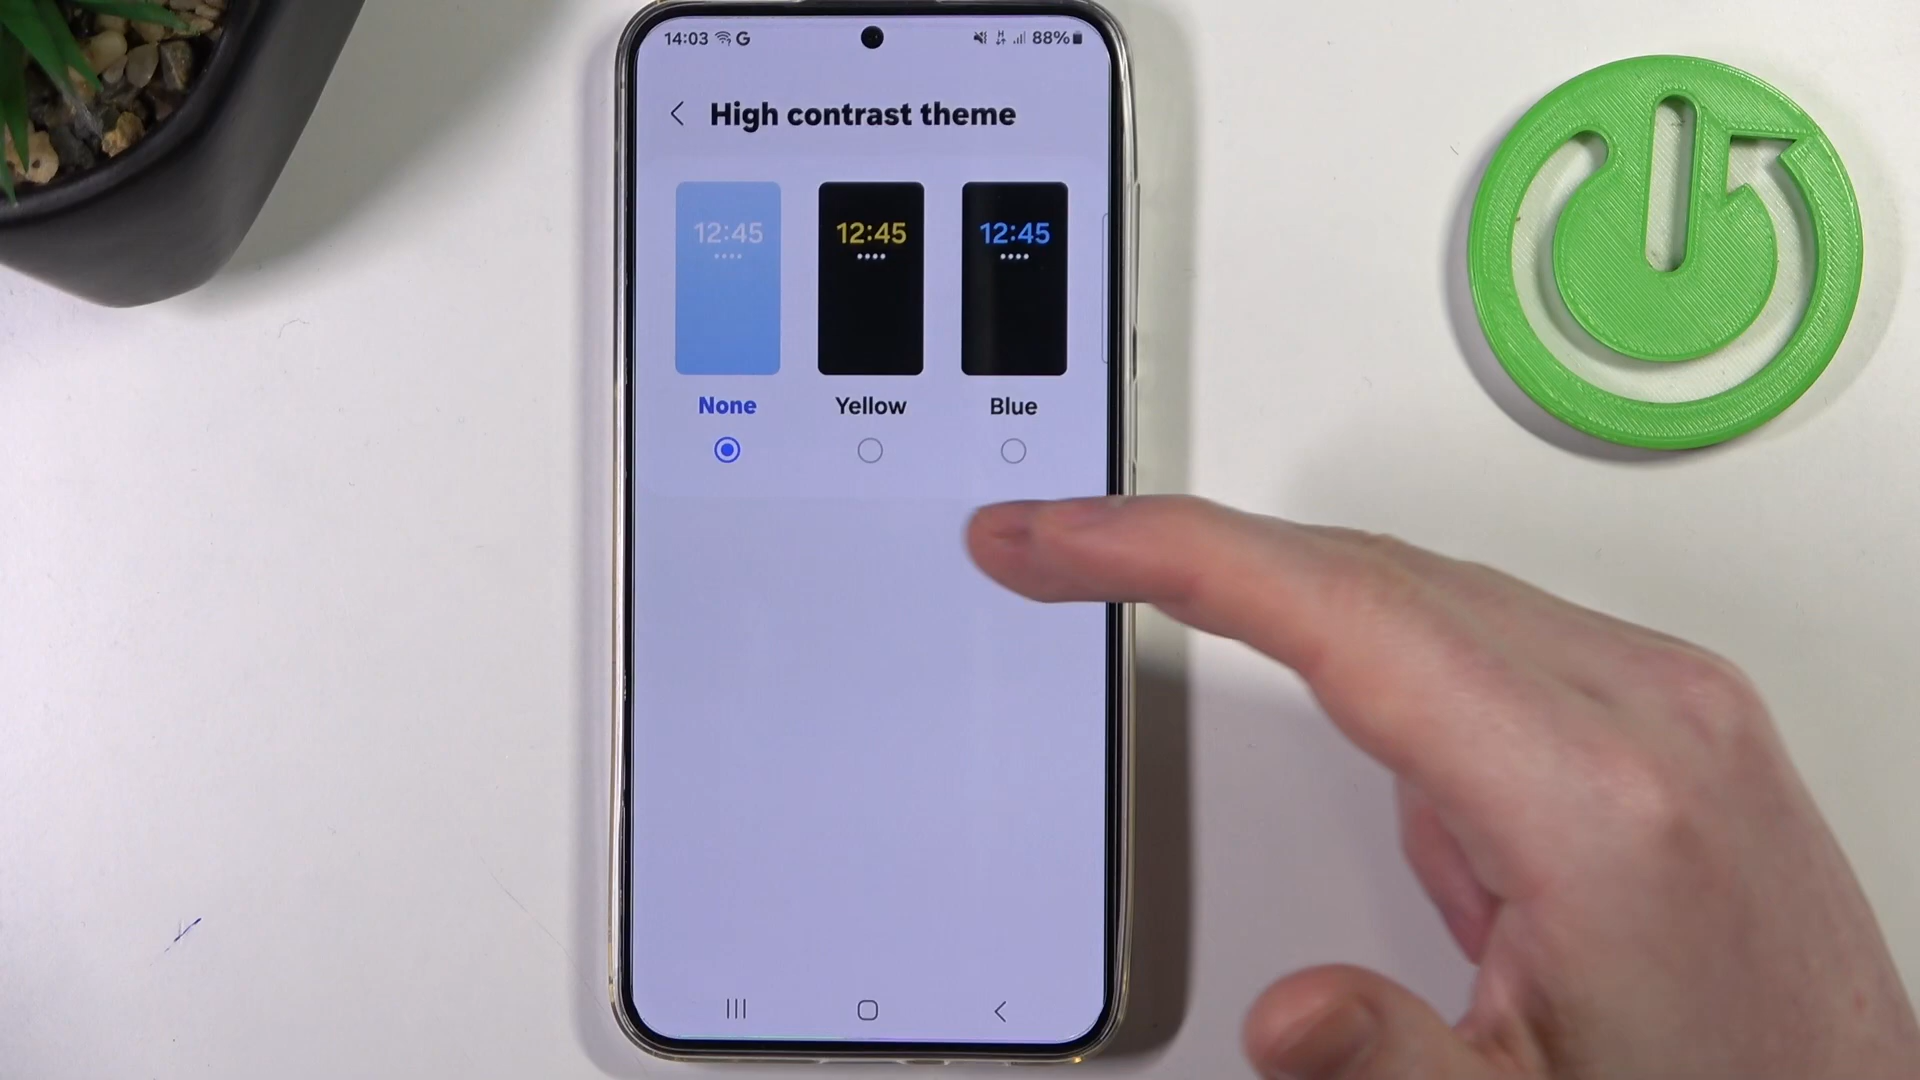 14:03 G 88%
High contrast theme
12:45 12:45 12:45
None Yellow Blue